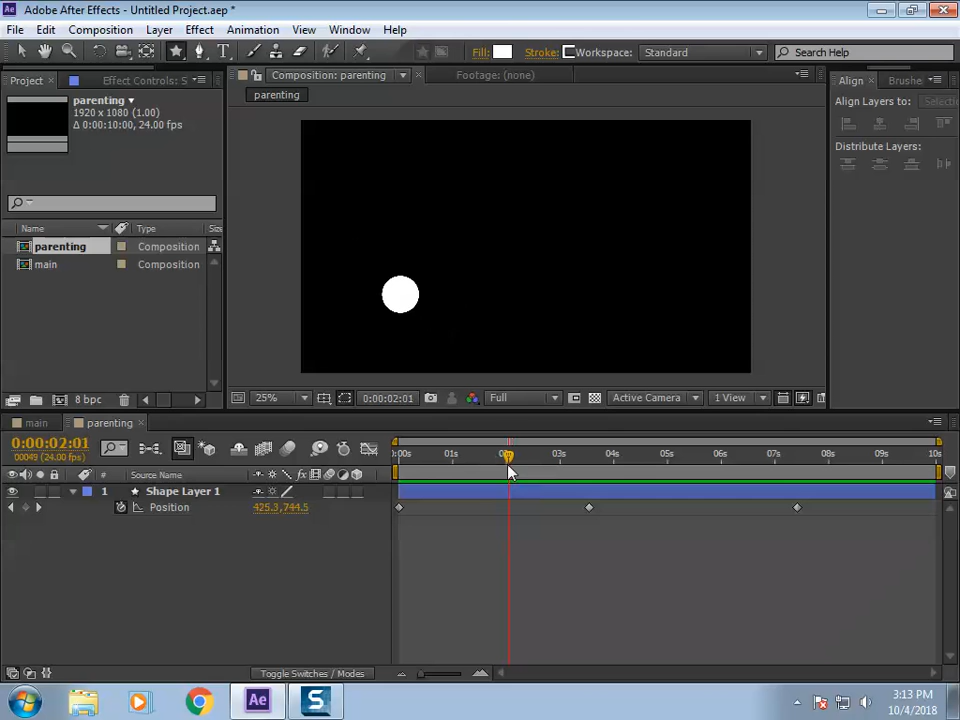 Adobe After Effects - Untitled Project.aep *
File Edit Composition Layer Effect Animation View Window Help
Fill: Stroke: Workspace: Standard Search Help
Project × Effect Controls: S Composition: parenting × Footage: (none) Align × Brushe
parenting
parenting ▾
1920 x 1080 (1.00)
Δ 0:00:10:00, 24.00 fps
Align Layers to: Selecti
Distribute Layers:
Name Type Siz
parenting Composition
main Composition
8 bpc
25% 0:00:02:01 Full Active Camera 1 View
main parenting ×
0:00:02:01
00049 (24.00 fps)
:00s 01s 03s 04s 05s 06s 07s 08s 09s 10s
# Source Name fx
1 Shape Layer 1
Position 425.3,744.5
Toggle Switches / Modes
Ae S
3:13 PM
10/4/2018